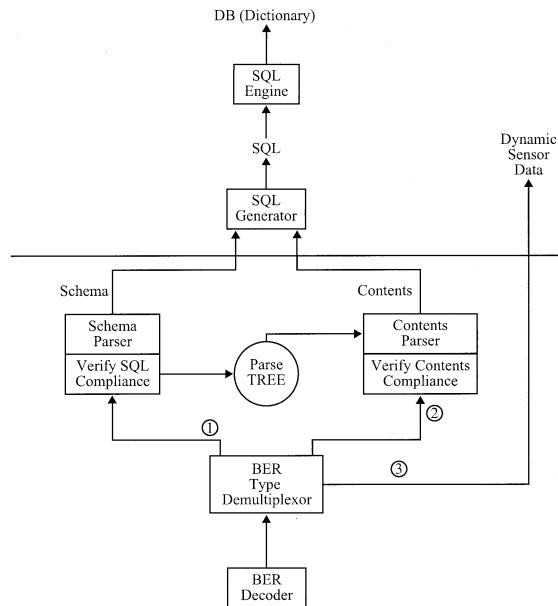 DB (Dictionary)
SQL
Engine
SQL
Dynamic
Sensor
Data
SQL
Generator
Schema
Contents
Schema
Parser
Verify SQL
Compliance
Parse
TREE
Contents
Parser
Verify Contents
Compliance
1
2
3
BER
Type
Demultiplexor
BER
Decoder